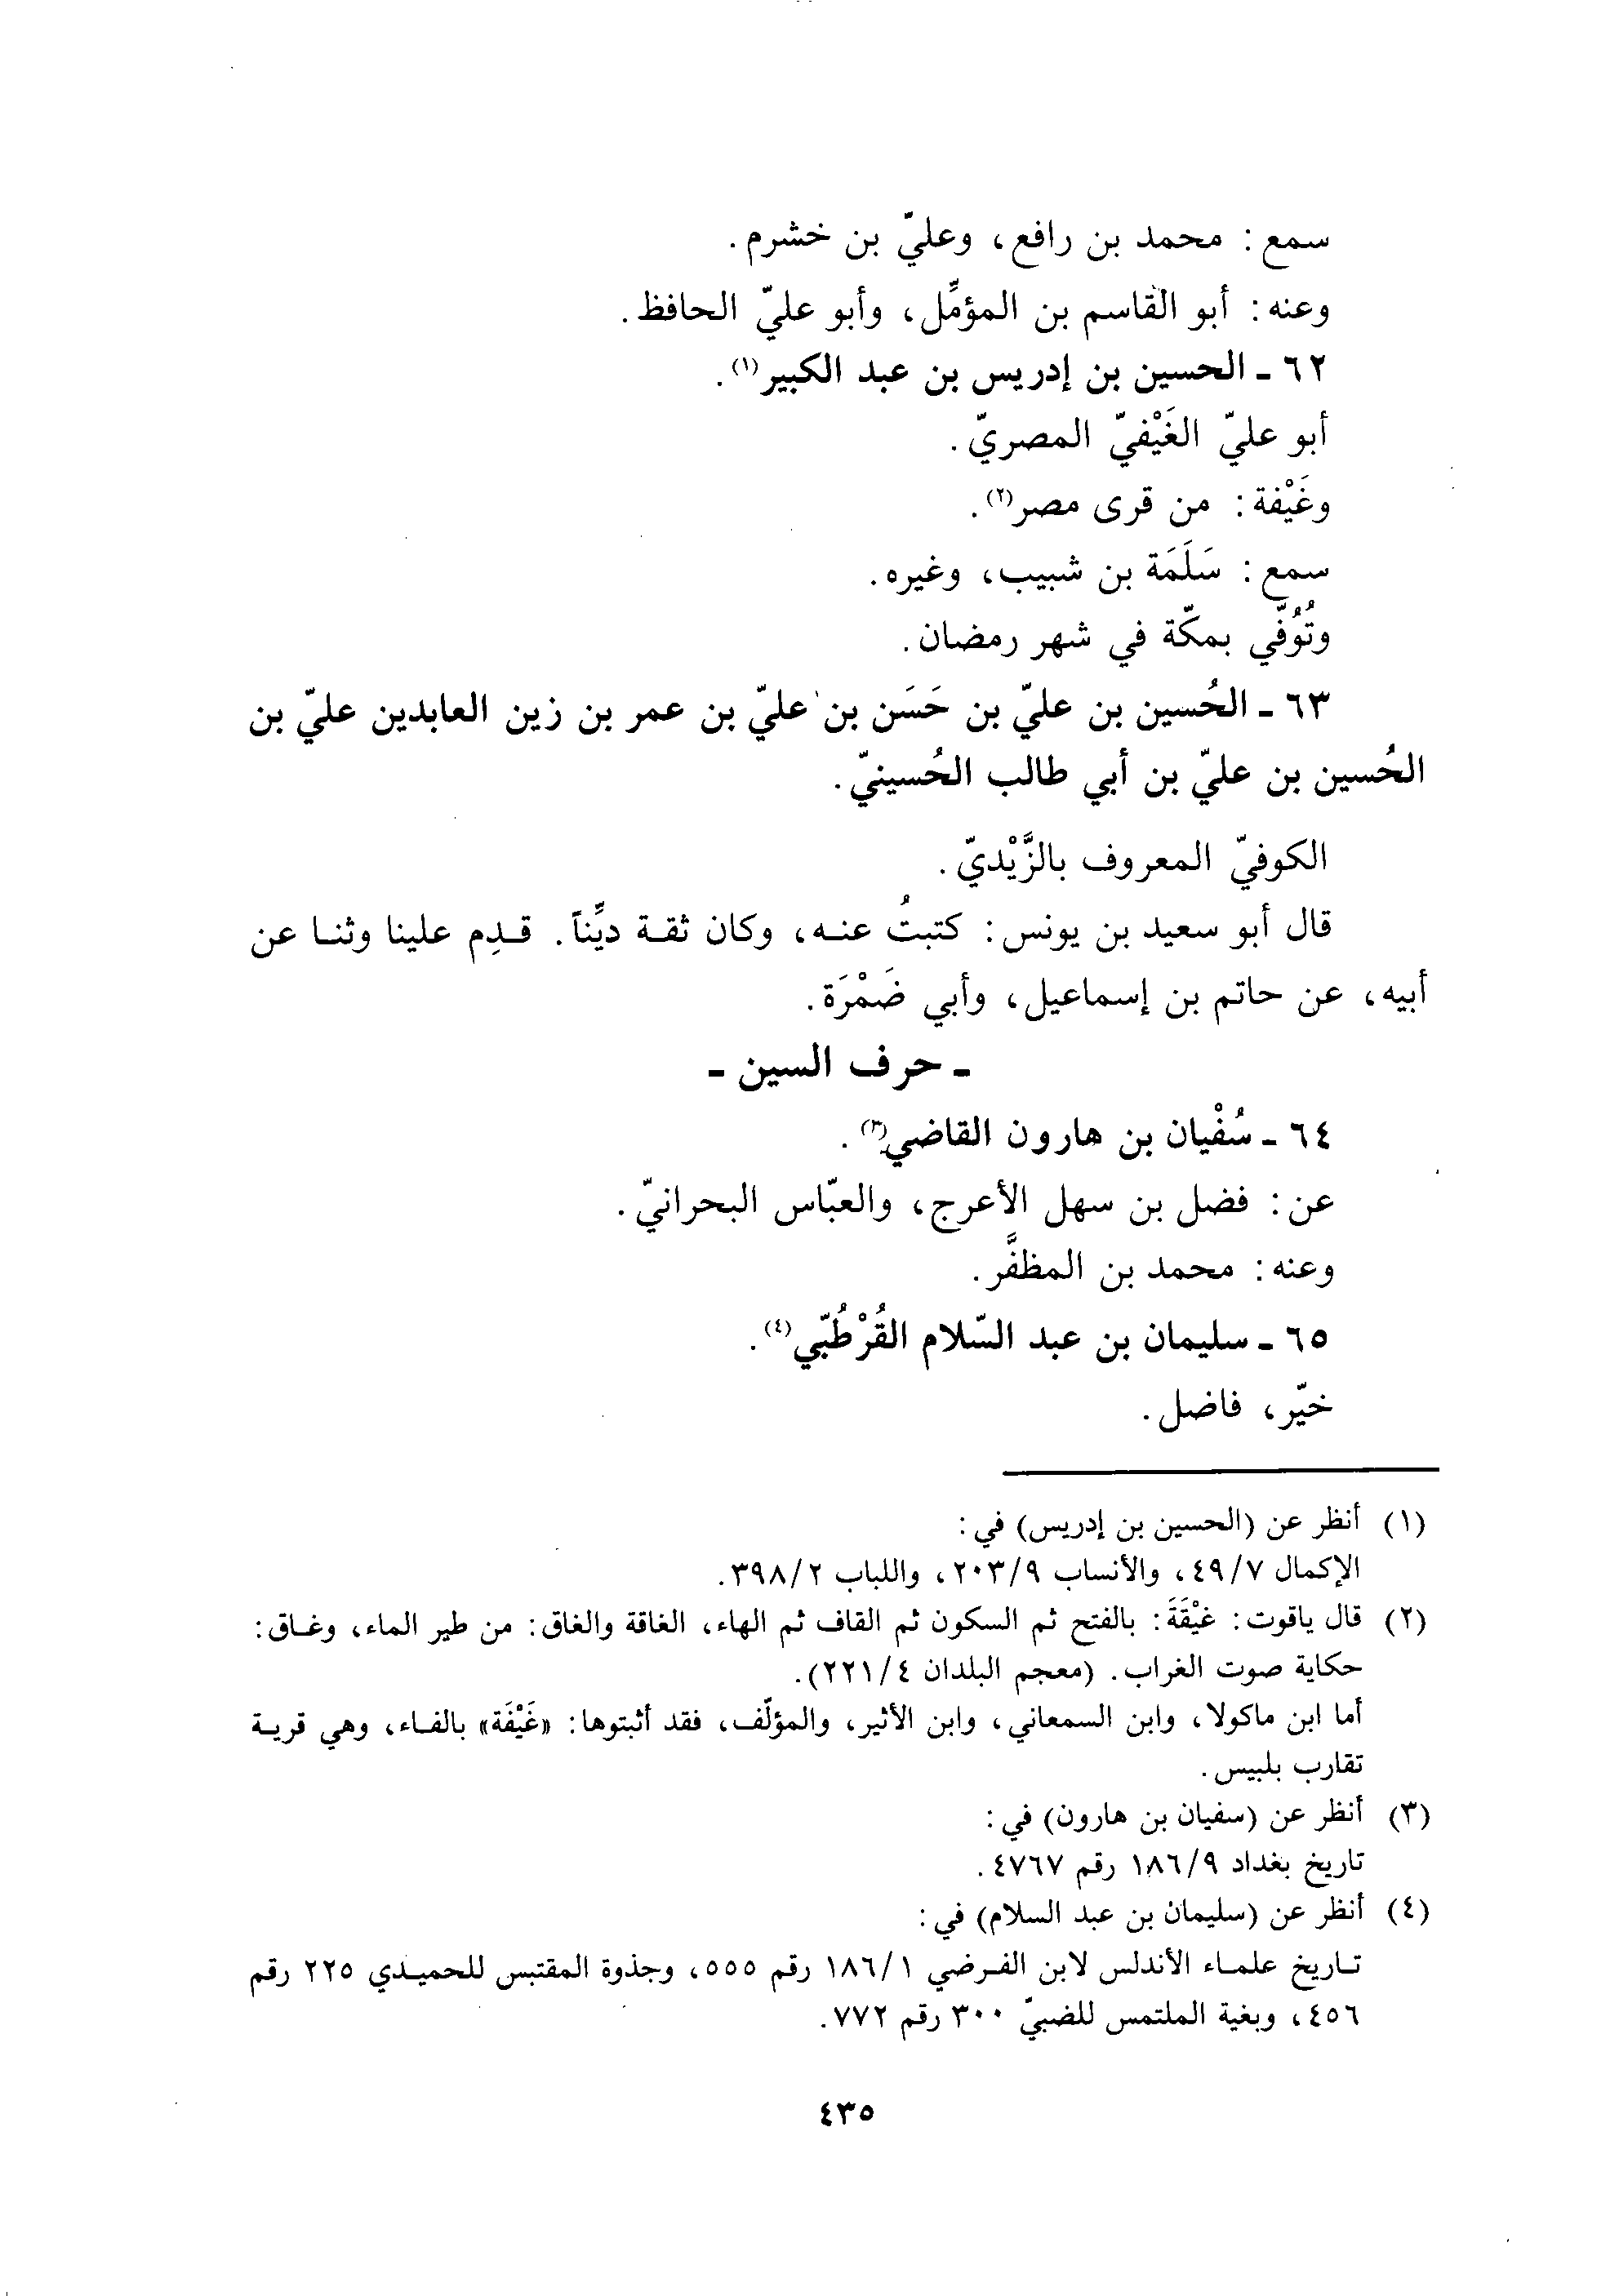 سمع : محمد بن رافع، وعليّ بن خشرم.
وعنه : أبو القاسم بن المؤمِّل، وأبو عليّ الحافظ.
٦٢ ـ الحسين بن إدريس بن عبد الكبير(١).
أبو عليّ الغَيْفيّ المصريّ.
وغَيْفة : من قرى مصر(٢).
سمع : سَلَمَة بن شبيب، وغيره.
وتُوُفّي بمكّة في شهر رمضان.
٦٣ ـ الحُسين بن عليّ بن حَسَن بن عليّ بن عمر بن زين العابدين عليّ بن
الحُسين بن عليّ بن أبي طالب الحُسينيّ.
الكوفيّ المعروف بالزَّيْديّ.
قال أبو سعيد بن يونس : كتبتُ عنه، وكان ثقة ديِّناً. قدِم علينا وثنا عن
أبيه، عن حاتم بن إسماعيل، وأبي ضَمْرَة.
ـ حرف السين ـ
٦٤ ـ سُفْيان بن هارون القاضي(٣).
عن : فضل بن سهل الأعرج، والعبّاس البحرانيّ.
وعنه : محمد بن المظفَّر.
٦٥ ـ سليمان بن عبد السّلام القُرْطُبّي(٤).
خيّر، فاضل.
(١) أنظر عن (الحسين بن إدريس) في :
الإكمال ٤٩/٧، والأنساب ٢٠٣/٩، واللباب ٣٩٨/٢.
(٢) قال ياقوت : غيْقَةَ : بالفتح ثم السكون ثم القاف ثم الهاء، الغاقة والغاق : من طير الماء، وغاق :
حكاية صوت الغراب. (معجم البلدان ٢٢١/٤).
أما ابن ماكولا، وابن السمعاني، وابن الأثير، والمؤلّف، فقد أثبتوها : «غَيْفَة» بالفاء، وهي قرية
تقارب بلبيس.
(٣) أنظر عن (سفيان بن هارون) في :
تاريخ بغداد ١٨٦/٩ رقم ٤٧٦٧.
(٤) أنظر عن (سليمان بن عبد السلام) في :
تاريخ علماء الأندلس لابن الفرضي ١٨٦/١ رقم ٥٥٥، وجذوة المقتبس للحميدي ٢٢٥ رقم
٤٥٦، وبغية الملتمس للضبيّ ٣٠٠ رقم ٧٧٢.
٤٣٥